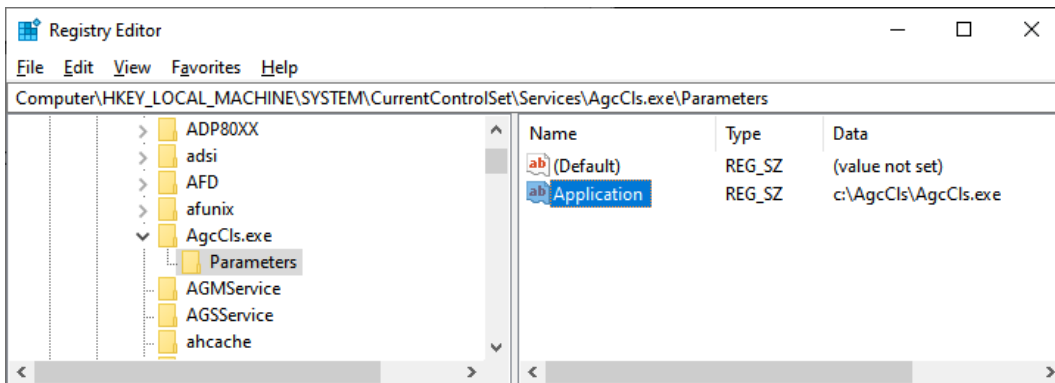 Registry Editor
File Edit View Favorites Help
Computer\HKEY_LOCAL_MACHINE\SYSTEM\CurrentControlSet\Services\AgcCls.exe\Parameters
ADP80XX
adsi
AFD
afunix
AgcCls.exe
Parameters
AGMService
AGSService
ahcache
Name Type Data
ab (Default) REG_SZ (value not set)
ab Application REG_SZ c:\AgcCls\AgcCls.exe